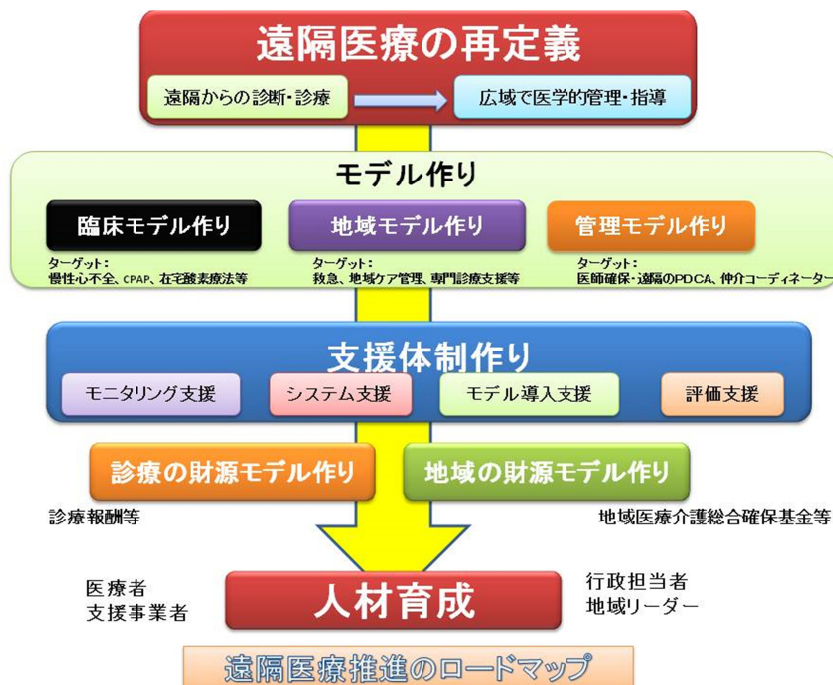 遠隔医療の再定義
遠隔からの診断・診療
広域で医学的管理・指導
モデル作り
臨床モデル作り
地域モデル作り
管理モデル作り
ターゲット:
慢性心不全、CPAP、在宅酸素療法等
ターゲット:
救急、地域ケア管理、専門診療支援等
ターゲット:
医師確保・遠隔のPDCA、仲介コーディネーター
支援体制作り
モニタリング支援
システム支援
モデル導入支援
評価支援
診療の財源モデル作り
地域の財源モデル作り
診療報酬等
地域医療介護総合確保基金等
医療者
支援事業者
人材育成
行政担当者
地域リーダー
遠隔医療推進のロードマップ